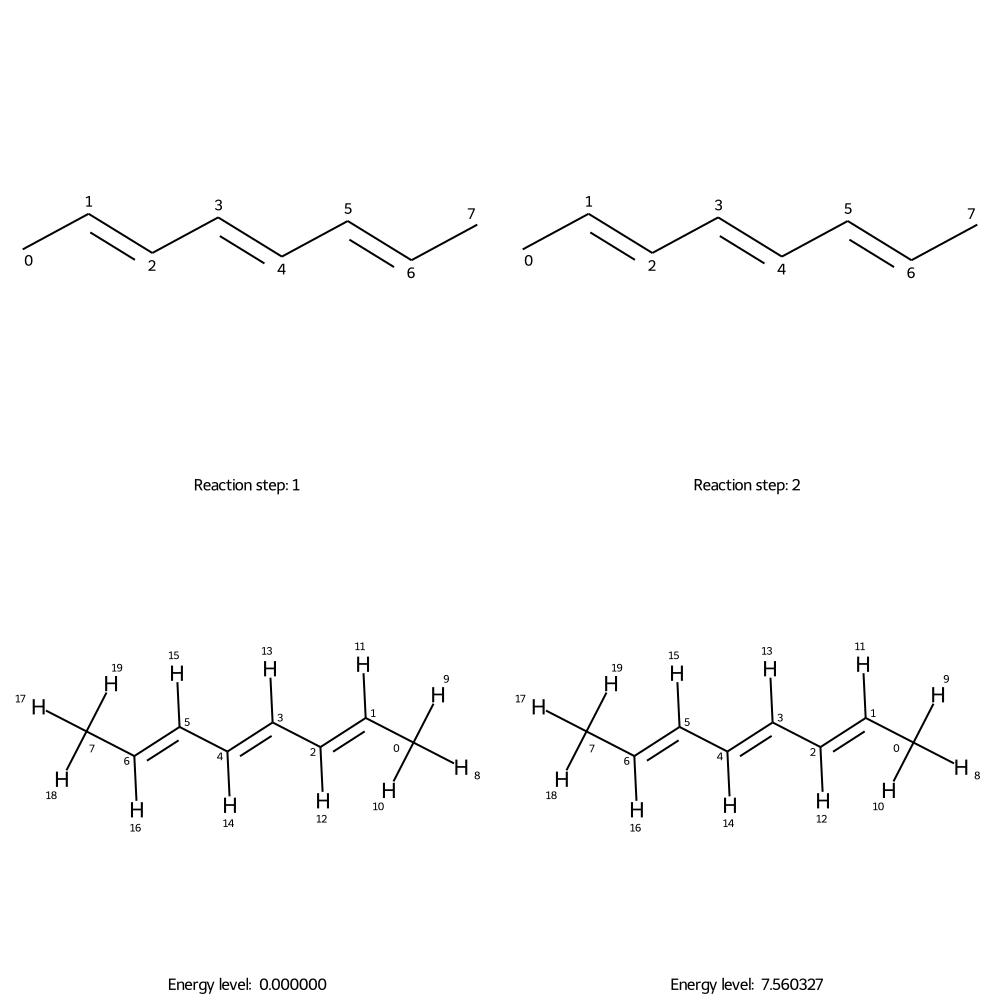 1 3 5 7 1 3 5 7
0 2 4 6 0 2 4 6
Reaction step: 1 Reaction step: 2
11 11
15 13 15 13
H H
19 H H 9 19 H H 9
17 H H H 17 H H H
H H
5 3 1 5 3 1
7 6 4 2 0 7 6 4 2 0
H H 8 H H 8
18 H H H 10 18 H H H 10
16 14 12 16 14 12
Energy level: 0.000000 Energy level: 7.560327